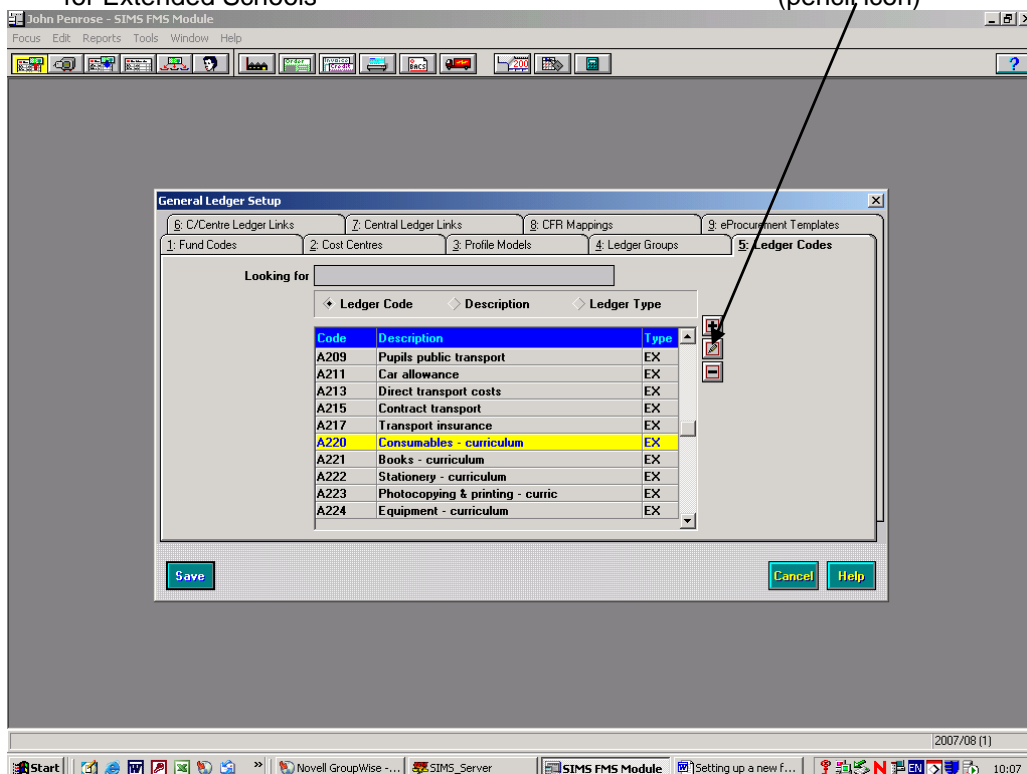 for Extended Schools (pencil icon)
John Penrose - SIMS FMS Module
Focus Edit Reports Tools Window Help
Order Invoice Credit BACS 200 ?
General Ledger Setup
6: C/Centre Ledger Links 7: Central Ledger Links 8: CFR Mappings 9: eProcurement Templates
1: Fund Codes 2: Cost Centres 3: Profile Models 4: Ledger Groups 5: Ledger Codes
Looking for
Ledger Code Description Ledger Type
Code Description Type
A209 Pupils public transport EX
A211 Car allowance EX
A213 Direct transport costs EX
A215 Contract transport EX
A217 Transport insurance EX
A220 Consumables - curriculum EX
A221 Books - curriculum EX
A222 Stationery - curriculum EX
A223 Photocopying & printing - curric EX
A224 Equipment - curriculum EX
Save Cancel Help
2007/08 (1)
Start » Novell GroupWise -... SIMS_Server SIMS FMS Module Setting up a new f... EN 10:07